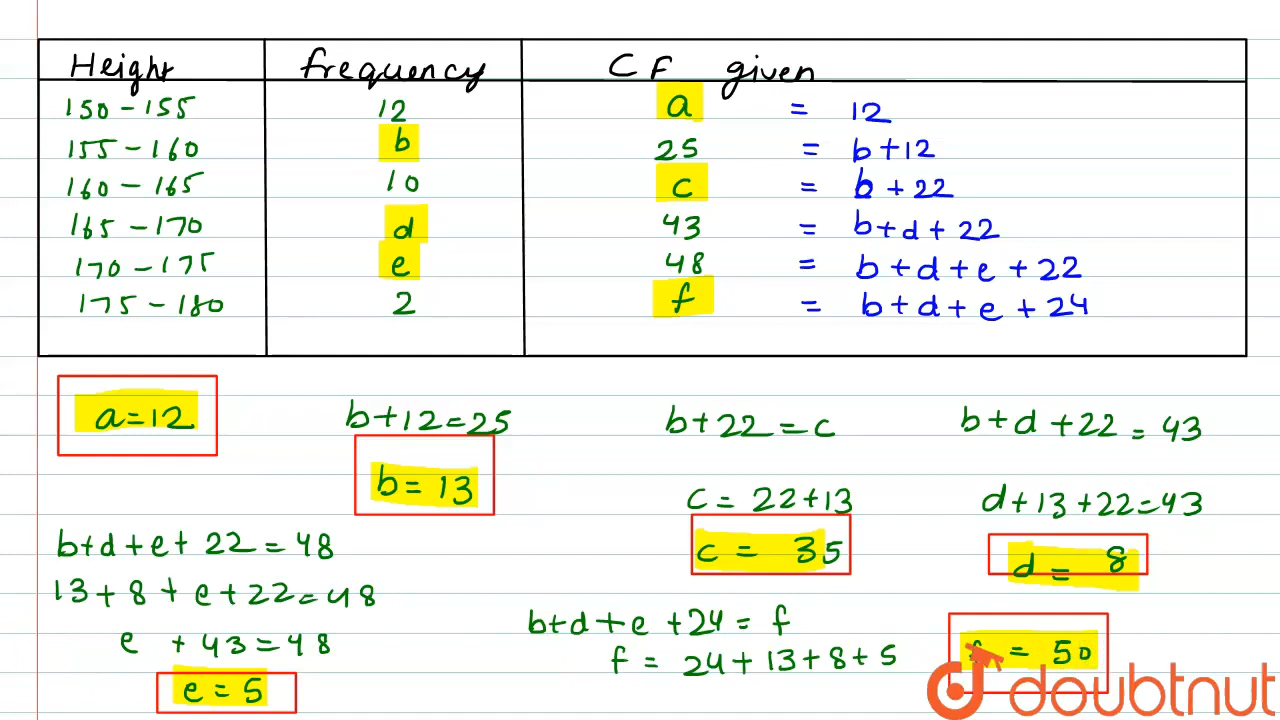 Height frequency CF given
150-155 12 a = 12
155-160 b 25 = b+12
160-165 10 c = b+22
165-170 d 43 = b+d+22
170-175 e 48 = b+d+e+22
175-180 2 f = b+d+e+24
a=12 b+12=25 b+22=c b+d+22=43
b=13 c=22+13 d+13+22=43
b+d+e+22=48 c= 35 d= 8
13+8+e+22=48 b+d+e+24=f
e +43=48 f= 24+13+8+5 f = 50
e=5
doubtnut